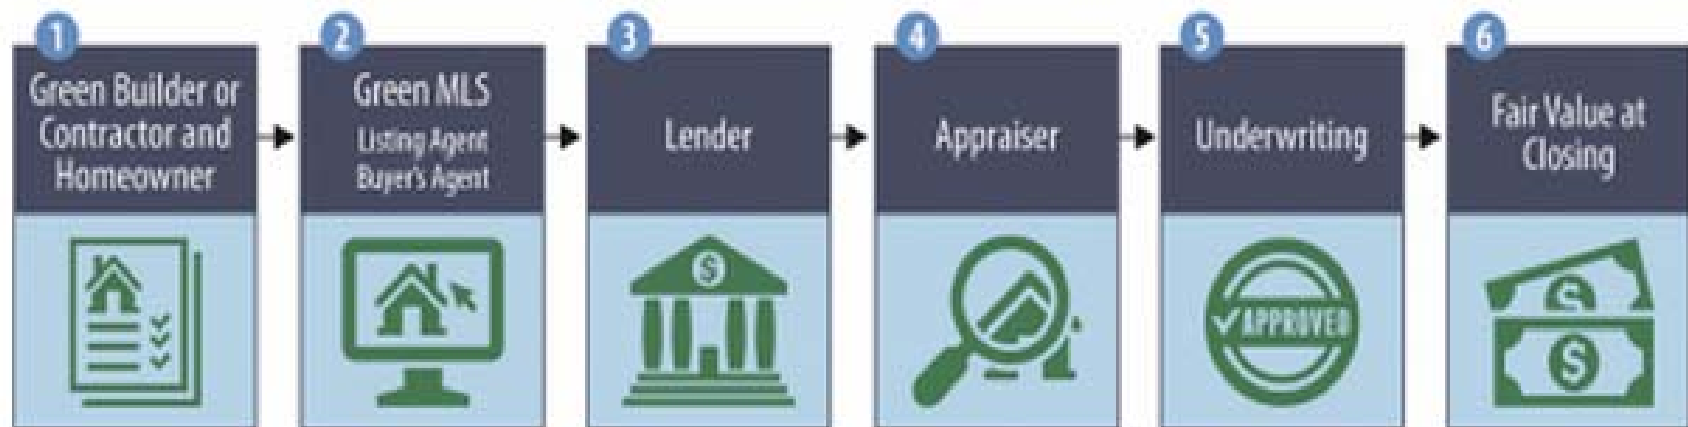 1
Green Builder or
Contractor and
Homeowner
2
Green MLS
Listing Agent
Buyer's Agent
3
Lender
$
4
Appraiser
5
Underwriting
APPROVED
6
Fair Value at
Closing
$
$